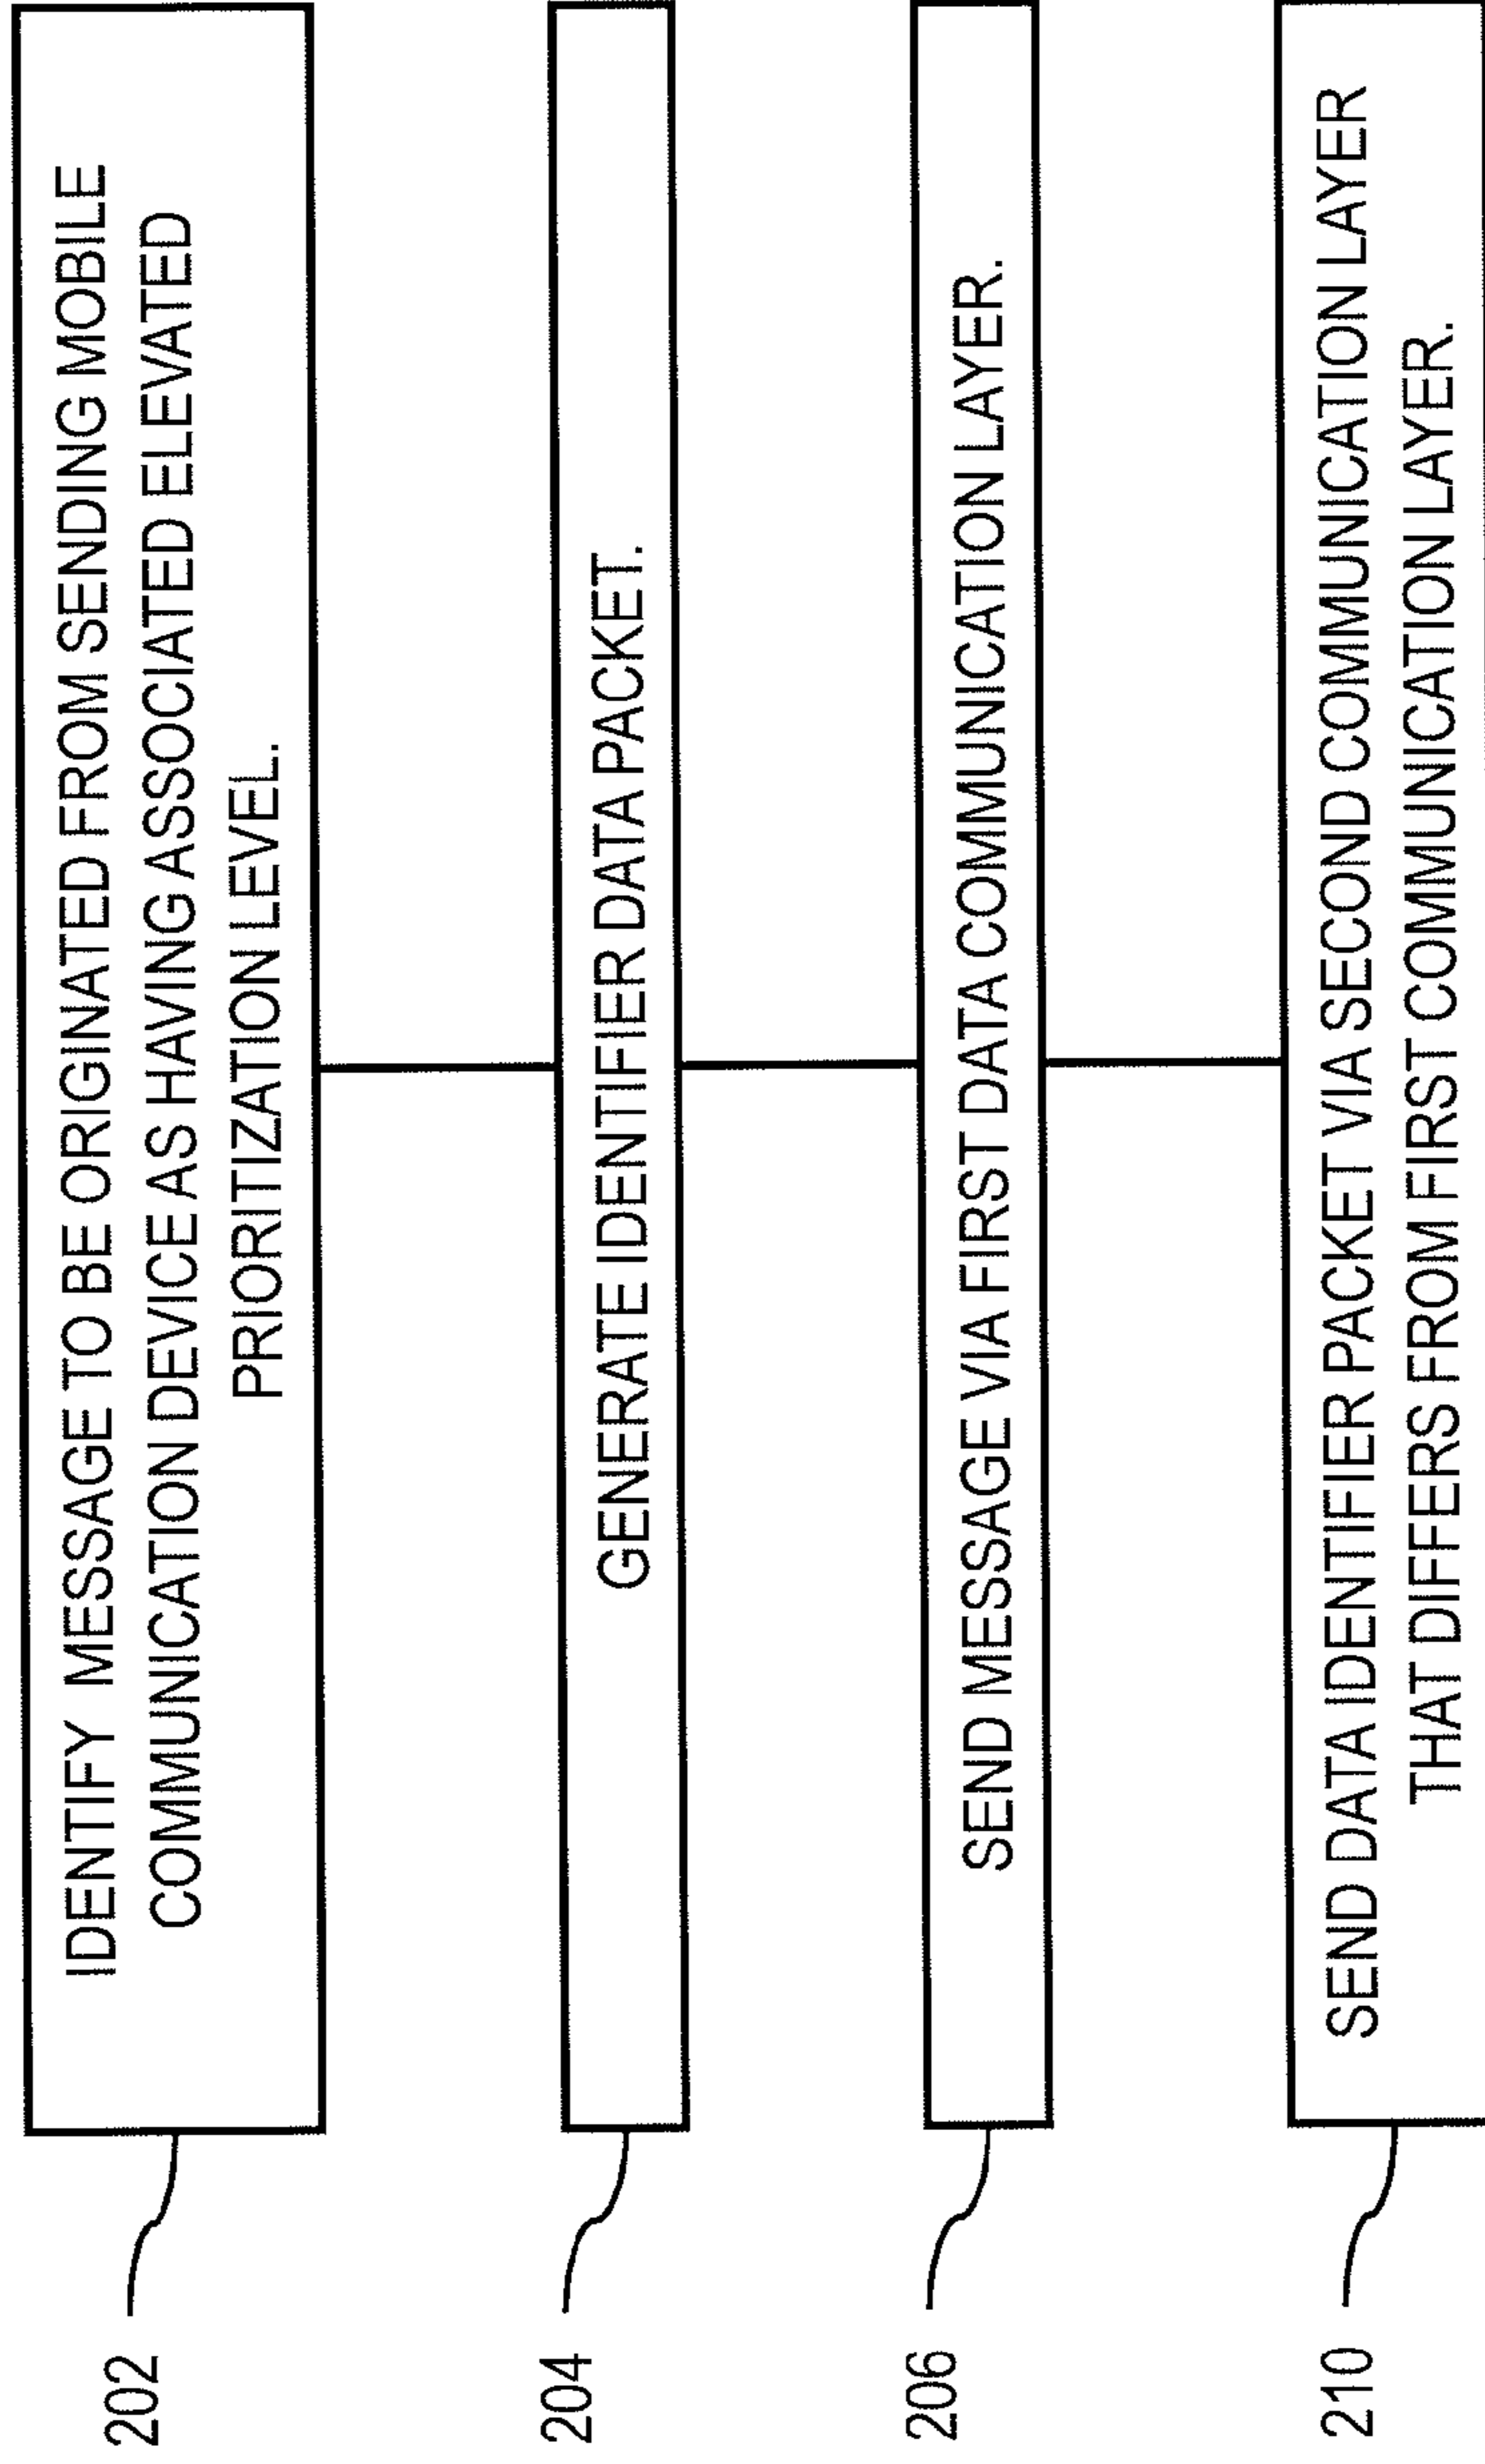 202
IDENTIFY MESSAGE TO BE ORIGINATED FROM SENDING MOBILE
COMMUNICATION DEVICE AS HAVING ASSOCIATED ELEVATED
PRIORITIZATION LEVEL.
204
GENERATE IDENTIFIER DATA PACKET.
206
SEND MESSAGE VIA FIRST DATA COMMUNICATION LAYER.
210
SEND DATA IDENTIFIER PACKET VIA SECOND COMMUNICATION LAYER
THAT DIFFERS FROM FIRST COMMUNICATION LAYER.